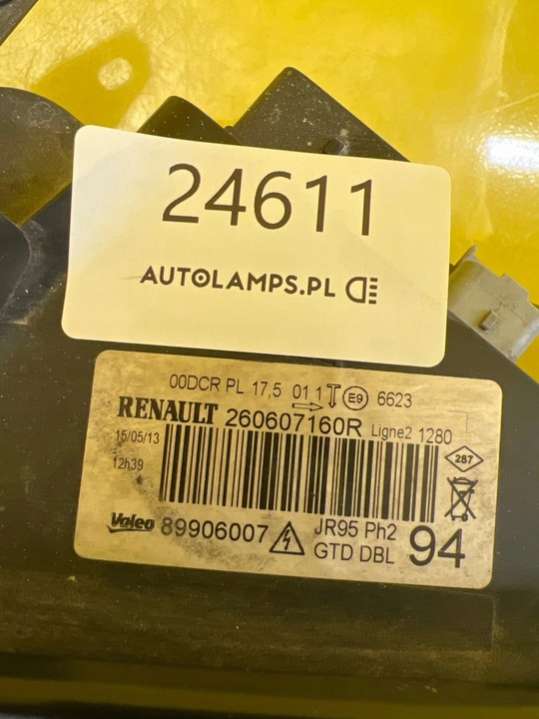 24611
AUTOLAMPS.PL
00DCR PL 17,5 01 1 E9 6623
RENAULT 260607160R Ligne2 1280
15/05/13
12h39
287
Valeo 89906007 JR95 Ph2
GTD DBL 94